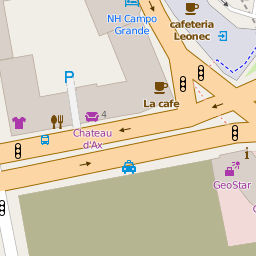 NH Campo
Grande
cafeteria
Leonec
P
La cafe
4
Chateau
d'Ax
i
GeoStar